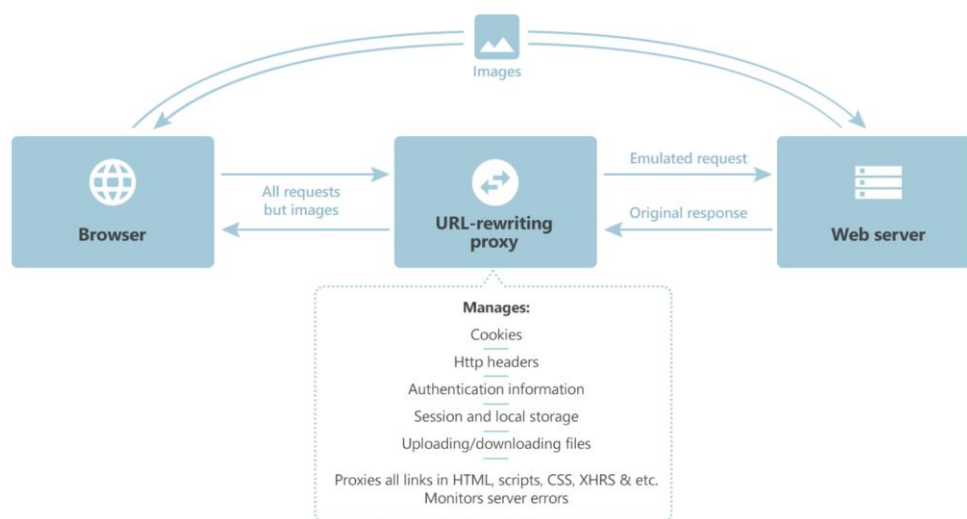 Images
Browser
All requests
but images
URL-rewriting
proxy
Emulated request
Original response
Web server
Manages:
Cookies
Http headers
Authentication information
Session and local storage
Uploading/downloading files
Proxies all links in HTML, scripts, CSS, XHRS & etc.
Monitors server errors